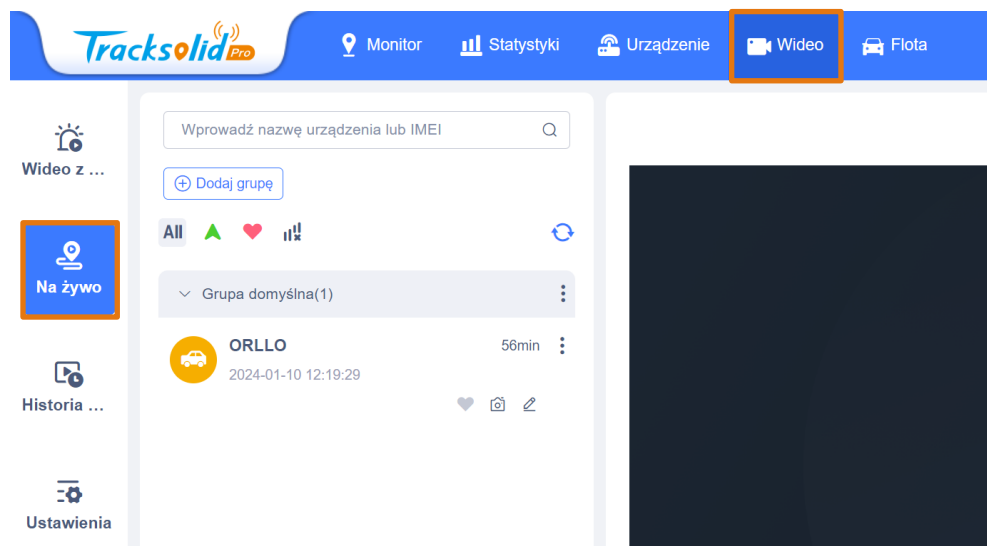 Tracksolid Pro
Monitor
Statystyki
Urządzenie
Wideo
Flota
Wideo z ...
Na żywo
Historia ...
Ustawienia
Wprowadź nazwę urządzenia lub IMEI
Dodaj grupę
All
Grupa domyślna(1)
ORLLO 56min
2024-01-10 12:19:29